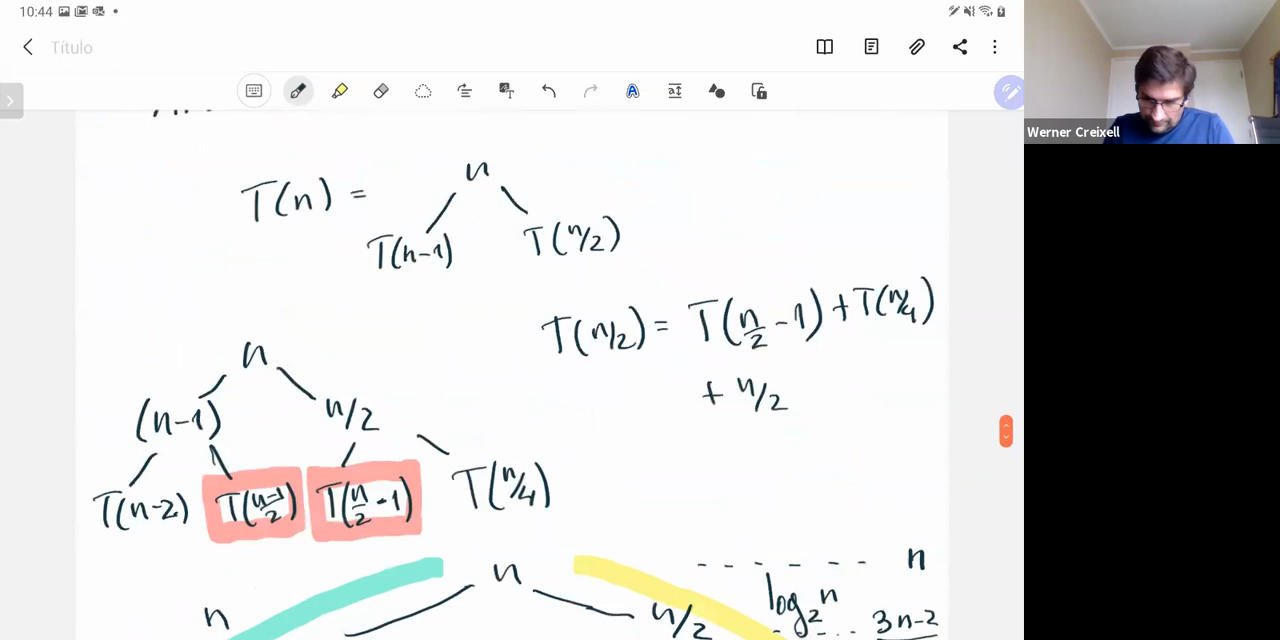 10:44
Título
Werner Creixell
n
T(n) =
T(n-1) T(n/2)
T(n/2) = T(n/2 - 1) + T(n/4)
+ n/2
n
(n-1) n/2
T(n-2) T(n-1/2) T(n/2 - 1) T(n/4)
n n
log₂n
n n/2 3n-2